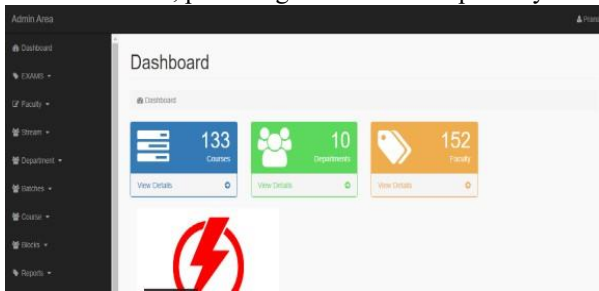 Admin Area
Dashboard
EXAMS
Faculty
Stream
Department
Batches
Course
Blocks
Reports
Dashboard
Dashboard
133
Courses
View Details
10
Departments
View Details
152
Faculty
View Details